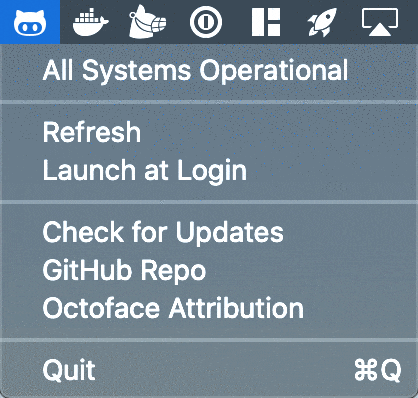 All Systems Operational
Refresh
Launch at Login
Check for Updates
GitHub Repo
Octoface Attribution
Quit ⌘Q